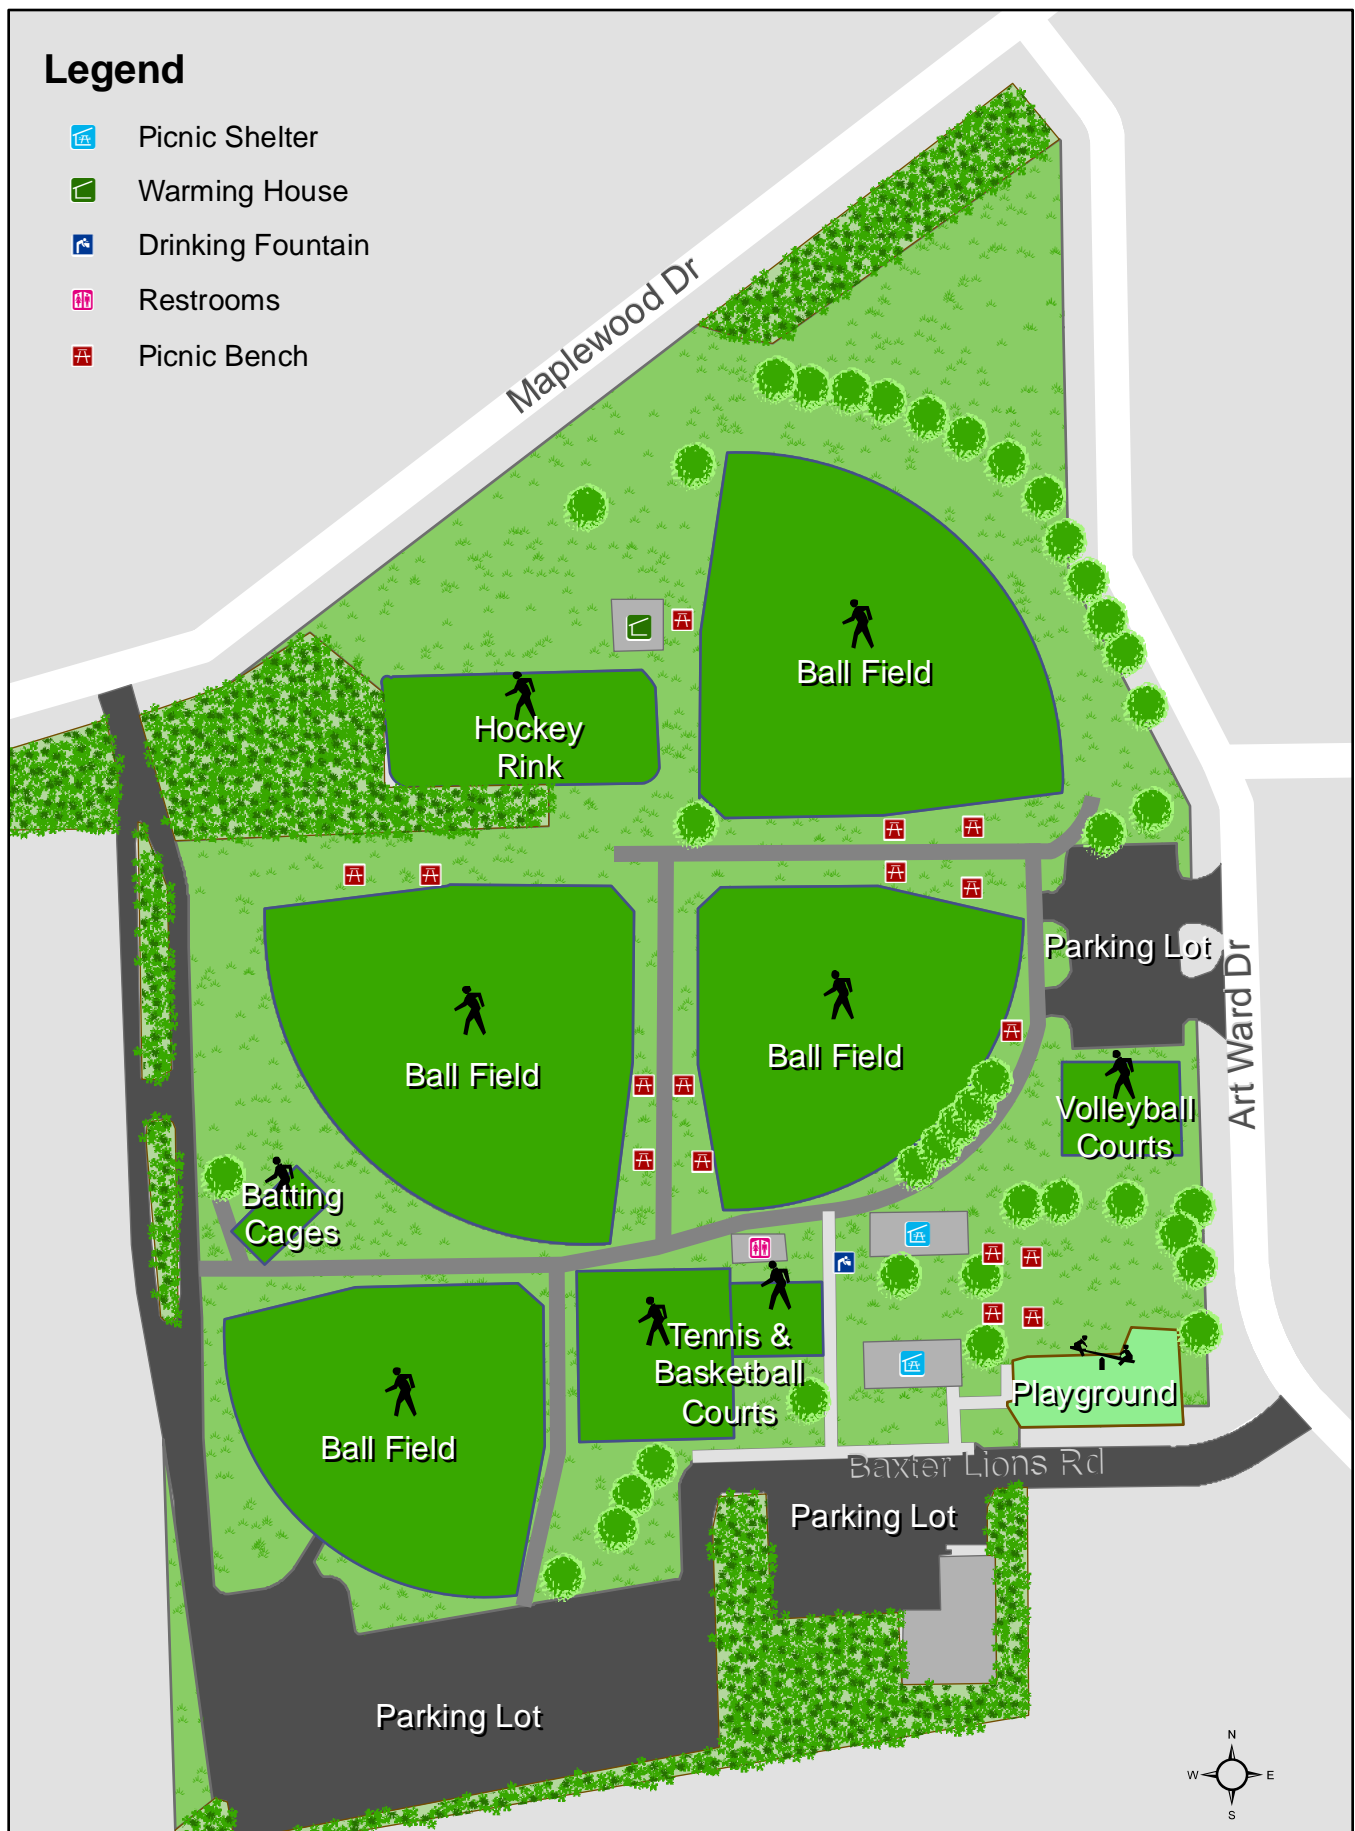 Legend
Picnic Shelter
Warming House
Drinking Fountain
Restrooms
Picnic Bench
Maplewood Dr
Ball Field
Hockey
Rink
Parking Lot
Art Ward Dr
Ball Field
Ball Field
Volleyball
Courts
Batting
Cages
Tennis &
Basketball
Courts
Playground
Ball Field
Baxter Lions Rd
Parking Lot
Parking Lot
N
W
E
S